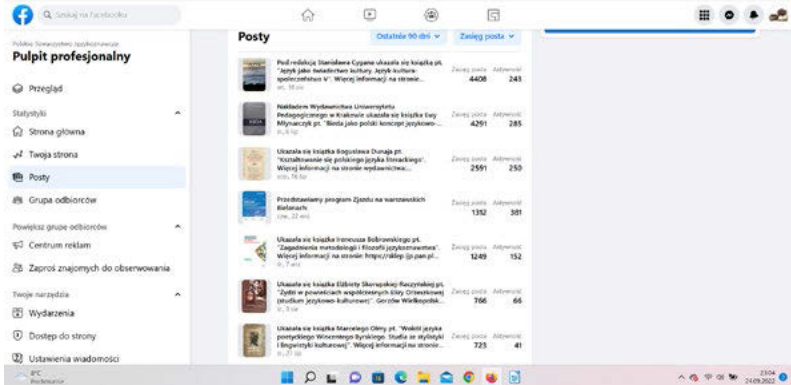 Szukaj na Facebooku
Polskie Towarzystwo Językoznawcze
Pulpit profesjonalny
Przegląd
Statystyki
Strona główna
Twoja strona
Posty
Grupa odbiorców
Powiększ grupę odbiorców
Centrum reklam
Zaproś znajomych do obserwowania
Twoje narzędzia
Wydarzenia
Dostęp do strony
Ustawienia wiadomości
Posty
Ostatnie 90 dni
Zasięg posta
Pod redakcją Stanisława Cygana ukazała się książka pt.
"Język jako świadectwo kultury. Język-kultura-
społeczeństwo V". Więcej informacji na stronie...
Zasięg posta Aktywność
4408 243
Nakładem Wydawnictwa Uniwersytetu
Pedagogicznego w Krakowie ukazała się książka Ewy
Młynarczyk pt. "Bieda jako polski koncept językowo-...
Zasięg posta Aktywność
4291 285
Ukazała się książka Bogusława Dunaja pt.
"Kształtowanie się polskiego języka literackiego".
Więcej informacji na stronie wydawnictwa:...
Zasięg posta Aktywność
2591 250
Przedstawiamy program Zjazdu na warszawskich
Bielanach:
Zasięg posta Aktywność
1312 381
Ukazała się książka Ireneusza Bobrowskiego pt.
"Zagadnienia metodologii i filozofii językoznawstwa".
Więcej informacji na stronie: https://sklep.ijp.pan.pl...
Zasięg posta Aktywność
1249 152
Ukazała się książka Elżbiety Skorupskiej-Raczyńskiej pt.
"Żydzi w powieściach współczesnych Elizy Orzeszkowej
(studium językowo-kulturowe)". Gorzów Wielkopolsk...
Zasięg posta Aktywność
766 66
Ukazała się książka Marcelego Olmy pt. "Wokół języka
poetyckiego Wincentego Byrskiego. Studia ze stylistyki
i lingwistyki kulturowej". Więcej informacji na stronie...
Zasięg posta Aktywność
723 41
8°C
23:04
24.09.2022